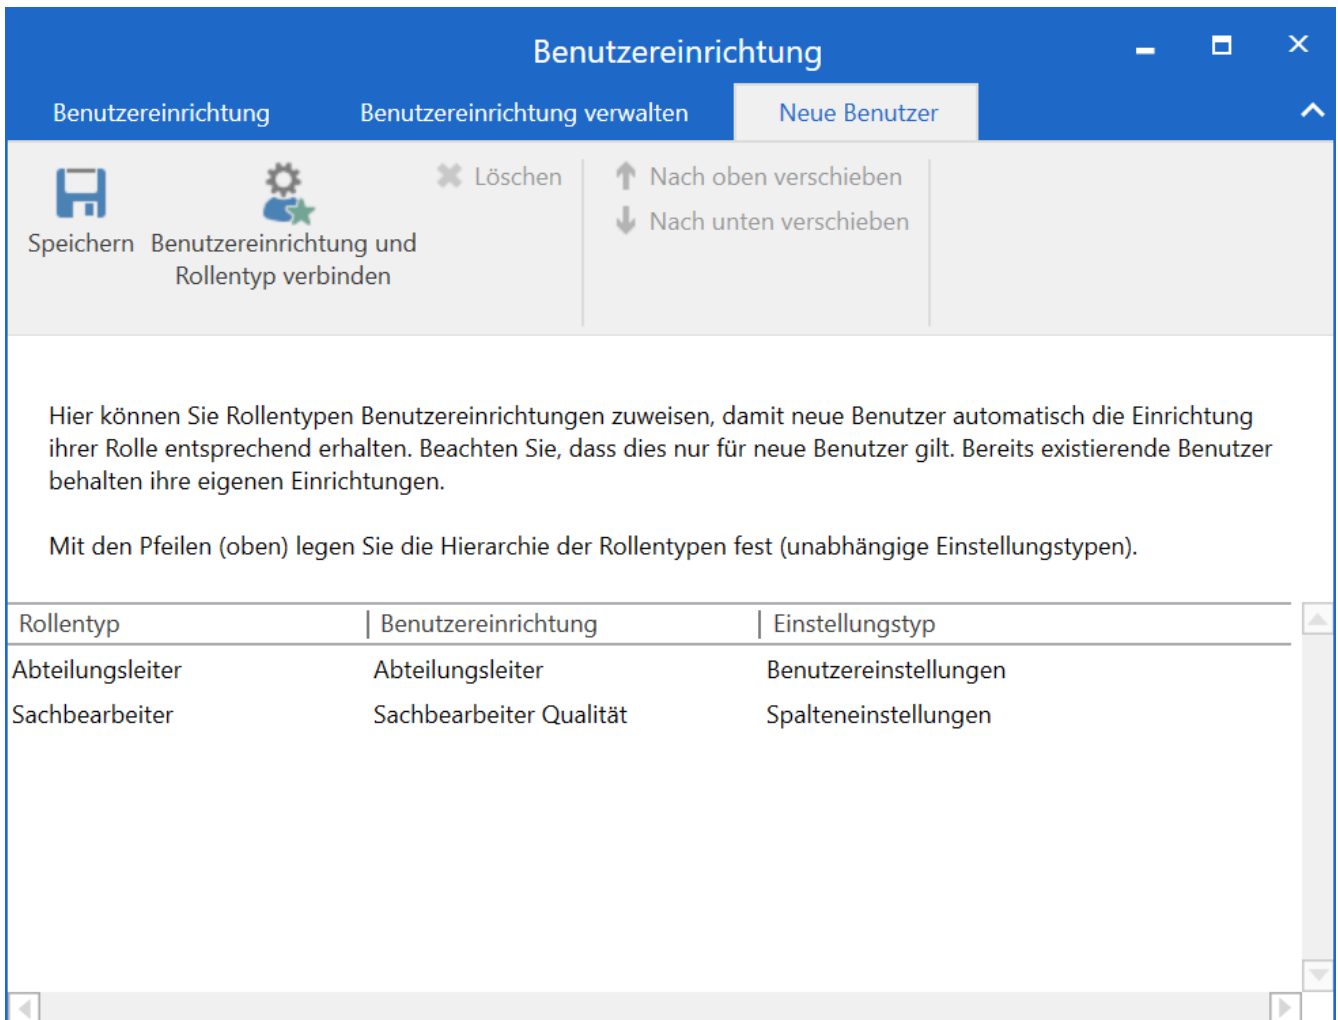 Benutzereinrichtung
Benutzereinrichtung Benutzereinrichtung verwalten Neue Benutzer
Löschen Nach oben verschieben
Nach unten verschieben
Speichern Benutzereinrichtung und
Rollentyp verbinden
Hier können Sie Rollentypen Benutzereinrichtungen zuweisen, damit neue Benutzer automatisch die Einrichtung
ihrer Rolle entsprechend erhalten. Beachten Sie, dass dies nur für neue Benutzer gilt. Bereits existierende Benutzer
behalten ihre eigenen Einrichtungen.
Mit den Pfeilen (oben) legen Sie die Hierarchie der Rollentypen fest (unabhängige Einstellungstypen).
Rollentyp Benutzereinrichtung Einstellungstyp
Abteilungsleiter Abteilungsleiter Benutzereinstellungen
Sachbearbeiter Sachbearbeiter Qualität Spalteneinstellungen